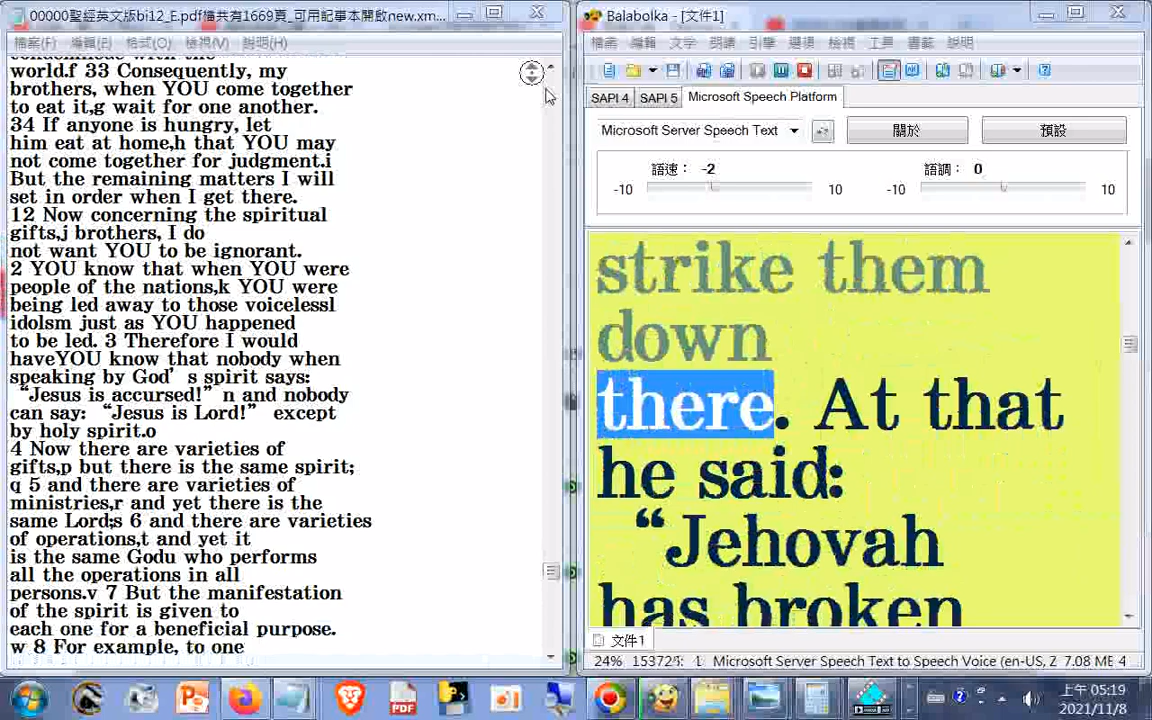 00000聖經英文版bi12_E.pdf檔共有1669頁_可用記事本開啟new.xm...
檔案(F) 編輯(E) 格式(O) 檢視(V) 說明(H)
world.f 33 Consequently, my
brothers, when YOU come together
to eat it,g wait for one another.
34 If anyone is hungry, let
him eat at home,h that YOU may
not come together for judgment.i
But the remaining matters I will
set in order when I get there.
12 Now concerning the spiritual
gifts,j brothers, I do
not want YOU to be ignorant.
2 YOU know that when YOU were
people of the nations,k YOU were
being led away to those voicelessl
idolsm just as YOU happened
to be led. 3 Therefore I would
haveYOU know that nobody when
speaking by God’s spirit says:
“Jesus is accursed!” n and nobody
can say: “Jesus is Lord!” except
by holy spirit.o
4 Now there are varieties of
gifts,p but there is the same spirit;
q 5 and there are varieties of
ministries,r and yet there is the
same Lord;s 6 and there are varieties
of operations,t and yet it
is the same Godu who performs
all the operations in all
persons.v 7 But the manifestation
of the spirit is given to
each one for a beneficial purpose.
w 8 For example, to one
Balabolka - [文件1]
檔案 編輯 文字 朗讀 引擎 選項 檢視 工具 書籤 說明
SAPI 4 SAPI 5 Microsoft Speech Platform
Microsoft Server Speech Text 關於 預設
語速： -2 語調： 0
-10 10 -10 10
strike them
down
there. At that
he said:
“Jehovah
has broken
文件1
24% Microsoft Server Speech Text to Speech Voice (en-US, Z 7.08 MB 4
PDF
上午 05:19
2021/11/8